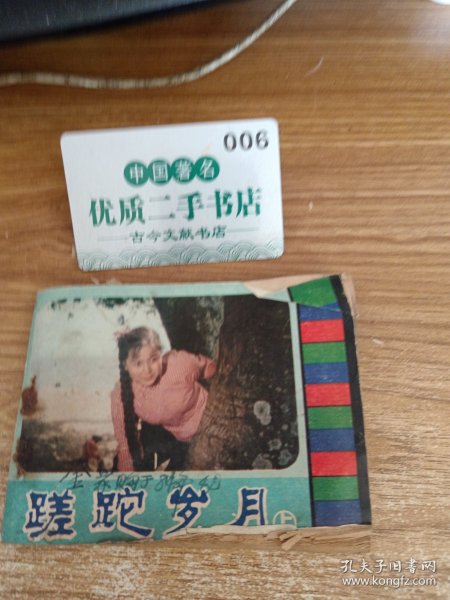 006
中国著名
优质二手书店
古今文献书店
蹉跎岁月
上
孔夫子旧书网
www.kongfz.com